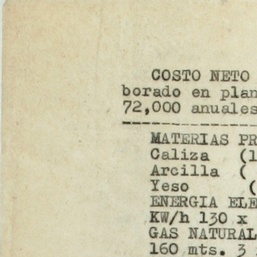 COSTO NETO
borado en plan
72,000 anuales
MATERIAS PR
Caliza (1
Arcilla (
Yeso (
ENERGIA ELE
KW/h 130 x
GAS NATURAL
160 mts. 3